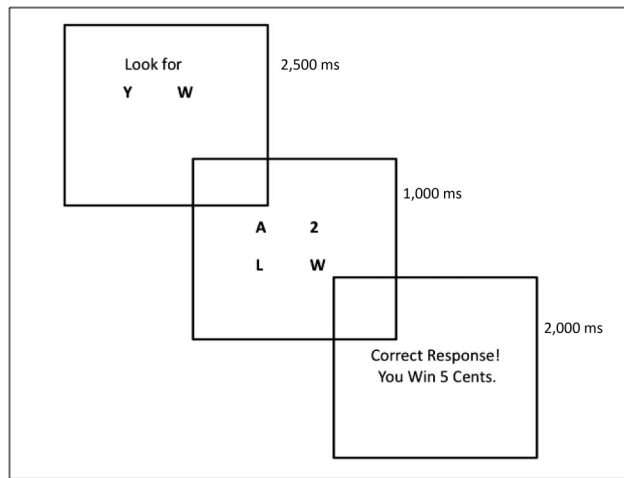 Look for
Y W
2,500 ms
A 2
L W
1,000 ms
Correct Response!
You Win 5 Cents.
2,000 ms